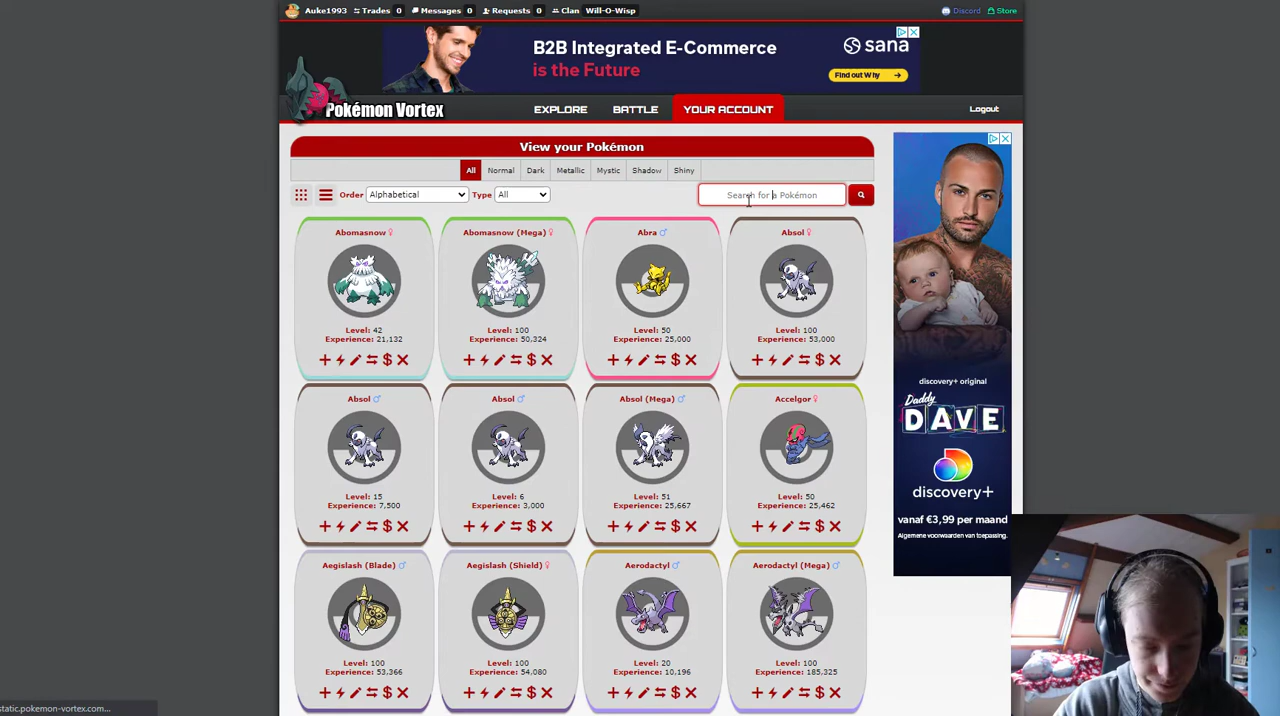 Auke1993 Trades 0 Messages 0 Requests 0 Clan Will-O-Wisp Discord Store
B2B Integrated E-Commerce
is the Future
sana
Find out Why
Pokémon Vortex
EXPLORE BATTLE YOUR ACCOUNT Logout
View your Pokémon
All Normal Dark Metallic Mystic Shadow Shiny
Order Alphabetical Type All Search for a Pokémon
Abomasnow ♀ Abomasnow (Mega) ♀ Abra ♂ Absol ♀
Level: 42 Level: 100 Level: 50 Level: 100
Experience: 21,132 Experience: 50,324 Experience: 25,000 Experience: 53,000
Absol ♂ Absol ♂ Absol (Mega) ♂ Accelgor ♀
Level: 15 Level: 6 Level: 51 Level: 50
Experience: 7,500 Experience: 3,000 Experience: 25,667 Experience: 25,462
Aegislash (Blade) ♂ Aegislash (Shield) ♀ Aerodactyl ♂ Aerodactyl (Mega) ♂
Level: 100 Level: 100 Level: 20 Level: 100
Experience: 53,366 Experience: 54,080 Experience: 10,196 Experience: 185,325
discovery+ original
Daddy
DAVE
discovery+
vanaf €3,99 per maand
Algemene voorwaarden van toepassing.
static.pokemon-vortex.com...